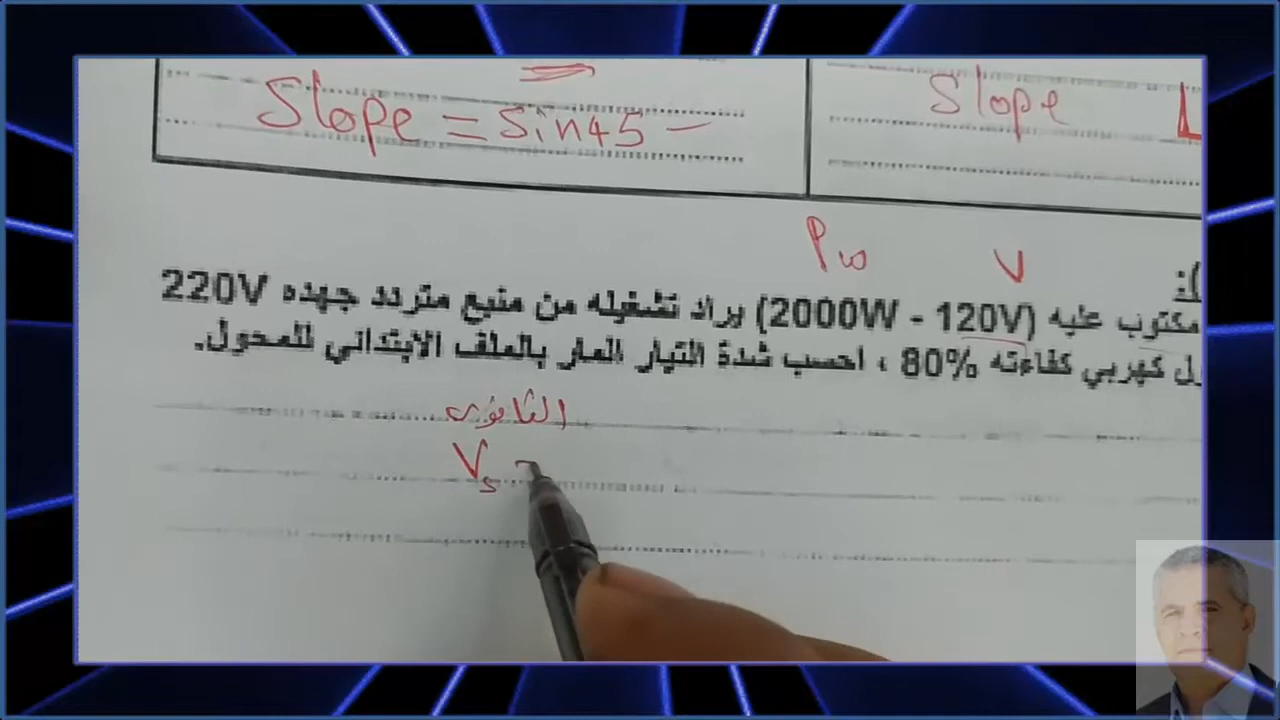 Slope = sin45 –
Slope
Pw
V
:(
مكتوب عليه (2000W - 120V) يراد تشغيله من منبع متردد جهده 220V
كهربي كفاءته 80% ، احسب شدة التيار المار بالملف الابتدائي للمحول.
الثانوى
Vs